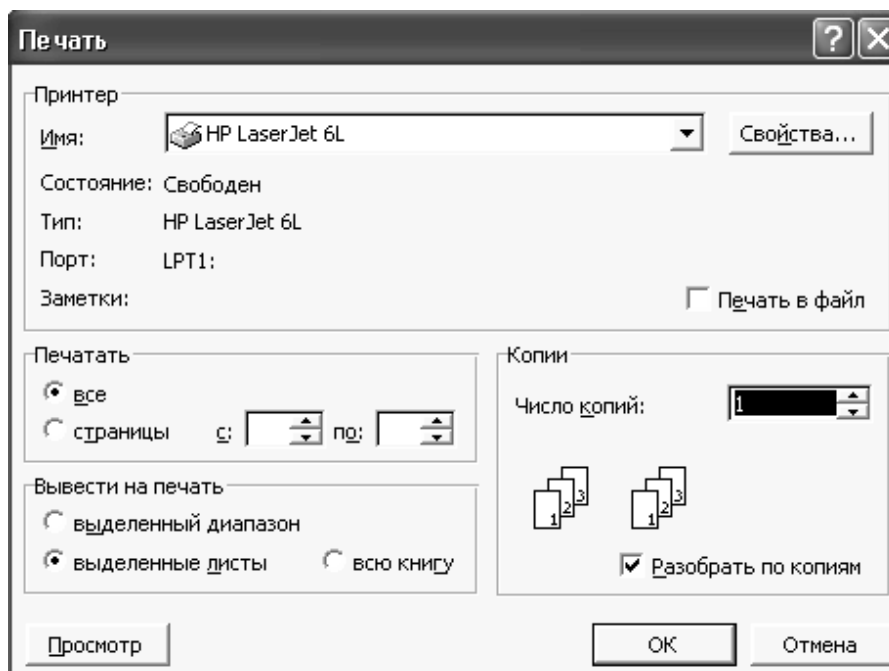 Печать
Принтер
Имя: HP LaserJet 6L Свойства...
Состояние: Свободен
Тип: HP LaserJet 6L
Порт: LPT1:
Заметки: Печать в файл
Печатать Копии
все Число копий: 1
страницы с: по:
Вывести на печать
1 2 3 1 2 3
выделенный диапазон
выделенные листы всю книгу Разобрать по копиям
Просмотр ОК Отмена